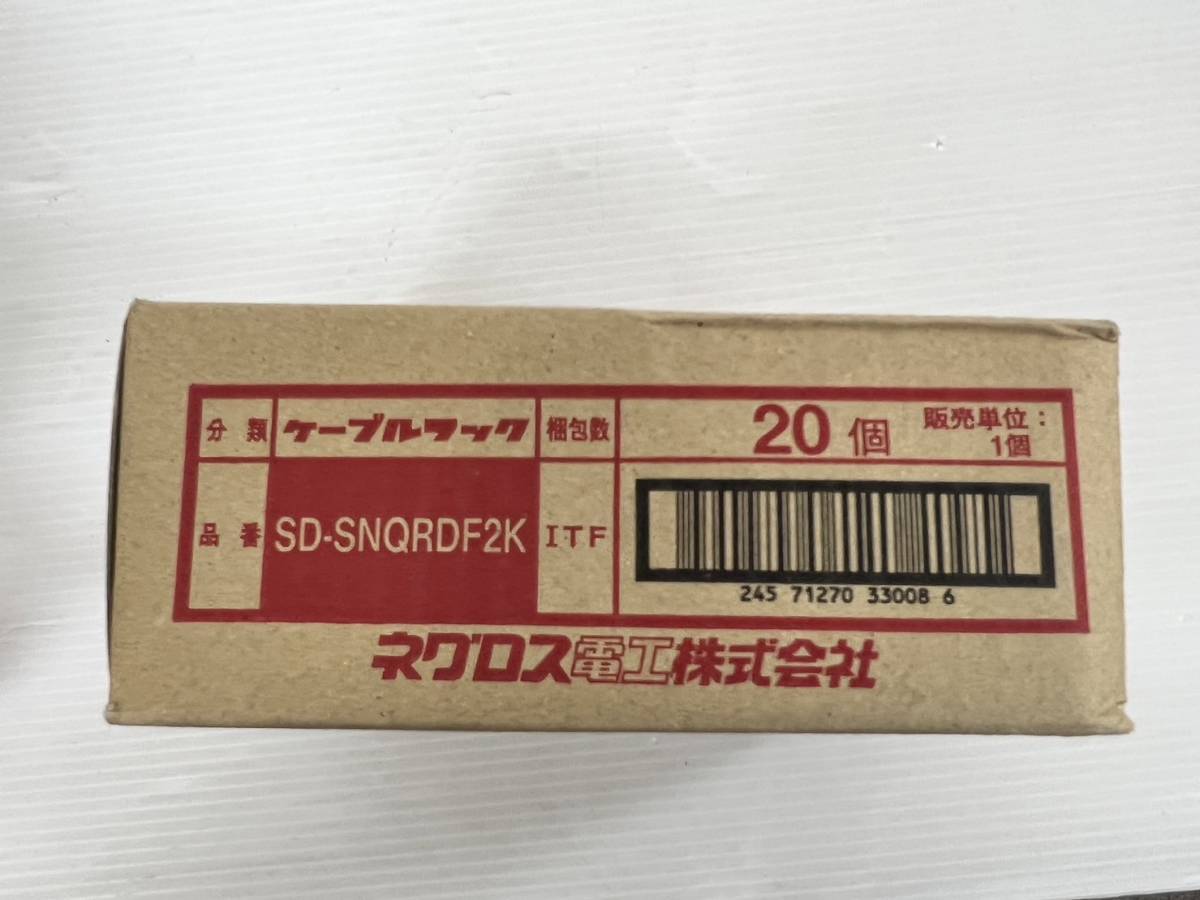 分類 ケーブルラック 梱包数 20個 販売単位:
1個
品番 SD-SNQRDF2K ITF
245 71270 33008 6
ネグロス電工株式会社